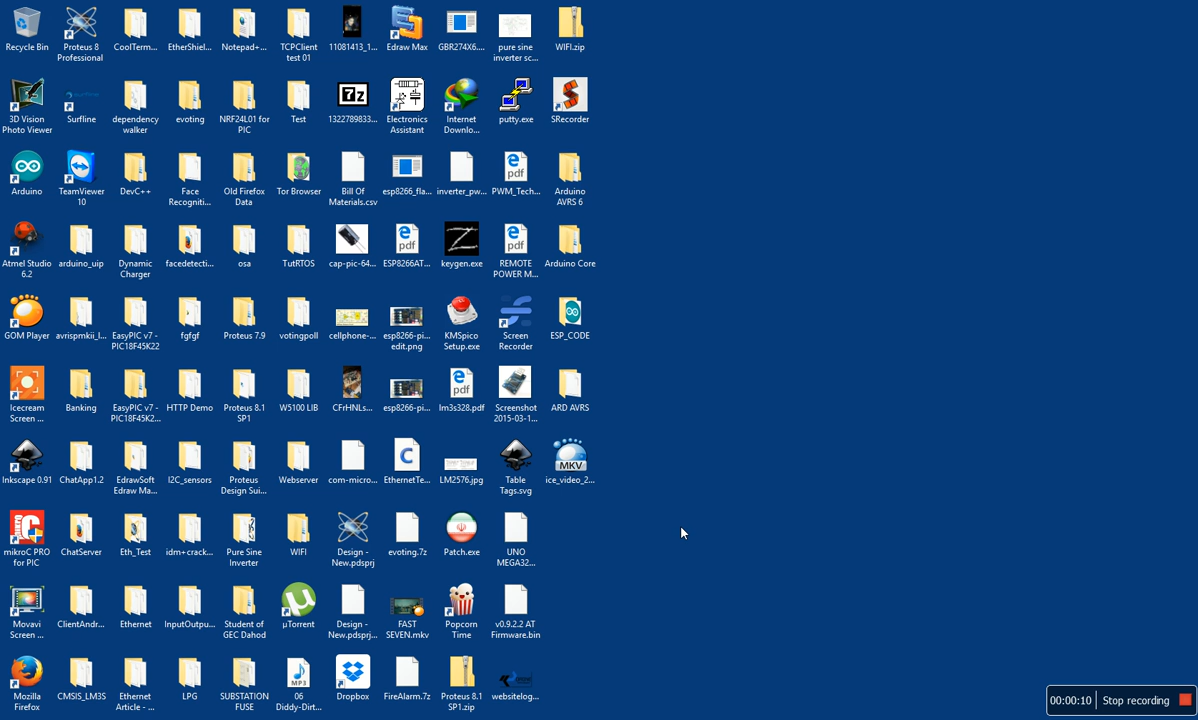 Recycle Bin
Proteus 8
Professional
CoolTerm...
EtherShiel...
Notepad+...
TCPClient
test 01
11081413_1...
Edraw Max
GBR274X6....
pure sine
inverter sc...
WIFI.zip
3D Vision
Photo Viewer
Surfline
dependency
walker
evoting
NRF24L01 for
PIC
Test
7z
1322789833...
Electronics
Assistant
Internet
Downlo...
putty.exe
SRecorder
Arduino
TeamViewer
10
DevC++
Face
Recogniti...
Old Firefox
Data
Tor Browser
Bill Of
Materials.csv
esp8266_fla...
inverter_pw...
pdf
PWM_Tech...
Arduino
AVRS 6
Atmel Studio
6.2
arduino_uip
Dynamic
Charger
facedetecti...
osa
TutRTOS
cap-pic-64...
pdf
ESP8266AT...
keygen.exe
pdf
REMOTE
POWER M...
Arduino Core
GOM Player
avrispmkii_l...
EasyPIC v7 -
PIC18F45K22
fgfgf
Proteus 7.9
votingpoll
cellphone-...
esp8266-pi...
edit.png
KMSpico
Setup.exe
Screen
Recorder
ESP_CODE
Icecream
Screen ...
Banking
EasyPIC v7 -
PIC18F45K2...
HTTP Demo
Proteus 8.1
SP1
W5100 LIB
CFrHNLs...
esp8266-pi...
pdf
lm3s328.pdf
Screenshot
2015-03-1...
ARD AVRS
Inkscape 0.91
ChatApp1.2
EdrawSoft
Edraw Ma...
I2C_sensors
Proteus
Design Sui...
Webserver
com-micro...
C
EthernetTe...
LM2576.jpg
Table
Tags.svg
MKV
ice_video_2...
mikroC PRO
for PIC
ChatServer
Eth_Test
idm+crack...
Pure Sine
Inverter
WIFI
Design -
New.pdsprj
evoting.7z
Patch.exe
UNO
MEGA32...
Movavi
Screen ...
ClientAndr...
Ethernet
InputOutpu...
Student of
GEC Dahod
µTorrent
Design -
New.pdsprj...
FAST
SEVEN.mkv
Popcorn
Time
v0.9.2.2 AT
Firmware.bin
Mozilla
Firefox
CMSIS_LM3S
Ethernet
Article - ...
LPG
SUBSTATION
FUSE
MP3
06
Diddy-Dirt...
Dropbox
FireAlarm.7z
Proteus 8.1
SP1.zip
websitelog...
00:00:10
Stop recording